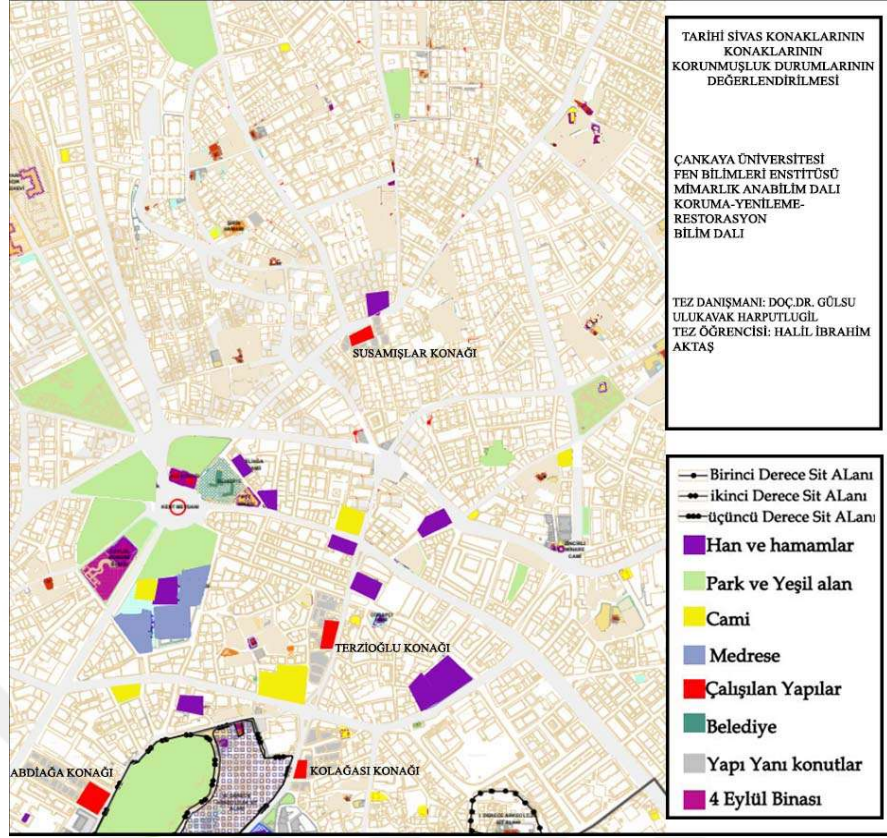 TARİHİ SİVAS KONAKLARININ
KONAKLARININ
KORUNMUŞLUK DURUMLARININ
DEĞERLENDİRİLMESİ
ÇANKAYA ÜNİVERSİTESİ
FEN BİLİMLERİ ENSTİTÜSÜ
MİMARLIK ANABİLİM DALI
KORUMA-YENİLEME-
RESTORASYON
BİLİM DALI
TEZ DANIŞMANI: DOÇ.DR. GÜLSU
ULUKAVAK HARPUTLUGİL
TEZ ÖĞRENCİSİ: HALİL İBRAHİM
AKTAŞ
SUSAMIŞLAR KONAĞI
KENT MEYDANI
TERZİOĞLU KONAĞI
ABDİAĞA KONAĞI
KOLAĞASI KONAĞI
Birinci Derece Sit ALanı
ikinci Derece Sit ALanı
üçüncü Derece Sit ALanı
Han ve hamamlar
Park ve Yeşil alan
Cami
Medrese
Çalışılan Yapılar
Belediye
Yapı Yanı konutlar
4 Eylül Binası